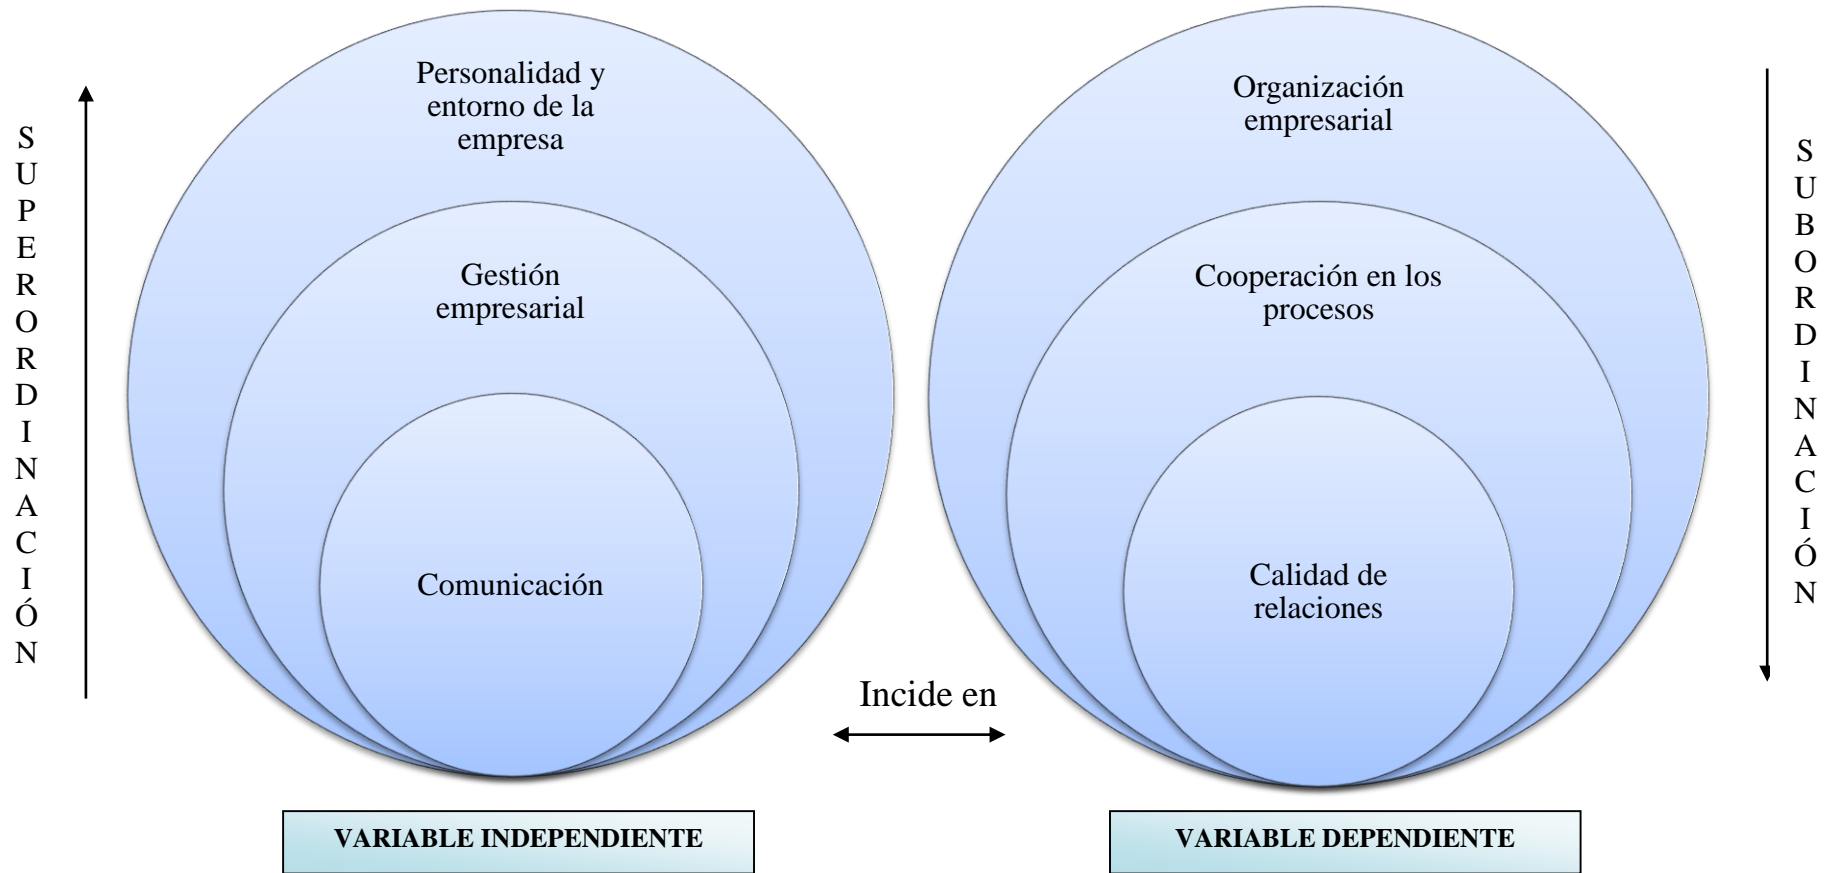 SUPERORDINACIÓN
Personalidad y
entorno de la
empresa
Gestión
empresarial
Comunicación
Incide en
Organización
empresarial
Cooperación en los
procesos
Calidad de
relaciones
SUBORDINACIÓN
VARIABLE INDEPENDIENTE
VARIABLE DEPENDIENTE